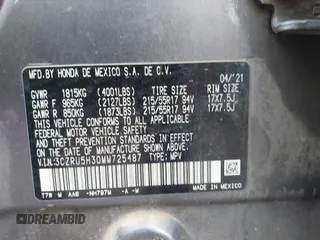 MFD.BY HONDA DE MEXICO S.A. DE C.V.
04/'21
GVWR 1815KG (4001LBS) TIRE SIZE RIM SIZE
GAWR F 965KG (2127LBS) 215/55R17 94V 17X7.5J
GAWR R 850KG (1873LBS) 215/55R17 94V 17X7.5J
THIS VEHICLE CONFORMS TO ALL APPLICABLE
FEDERAL MOTOR VEHICLE SAFETY AND
THEFT PREVENTION STANDARDS IN EFFECT ON
THE DATE OF MANUFACTURE SHOWN ABOVE.
V.I.N:3CZRU5H30MM725487 TYPE: MPV
T7W M AAB -NH797M -A -W
MADE IN MEXICO